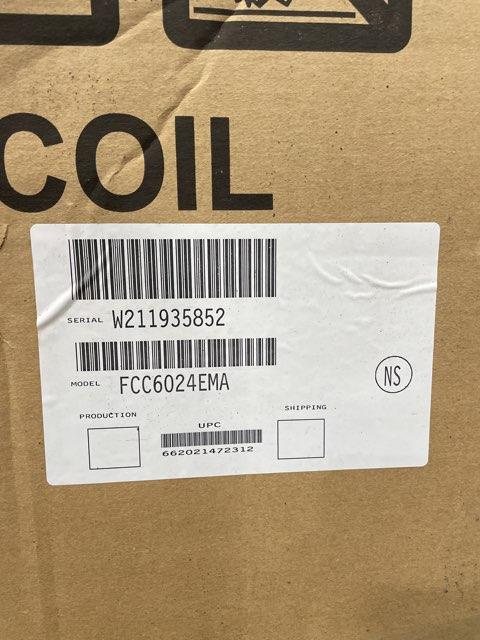 COIL
SERIAL W211935852
MODEL FCC6024EMA
NS
PRODUCTION UPC SHIPPING
662021472312